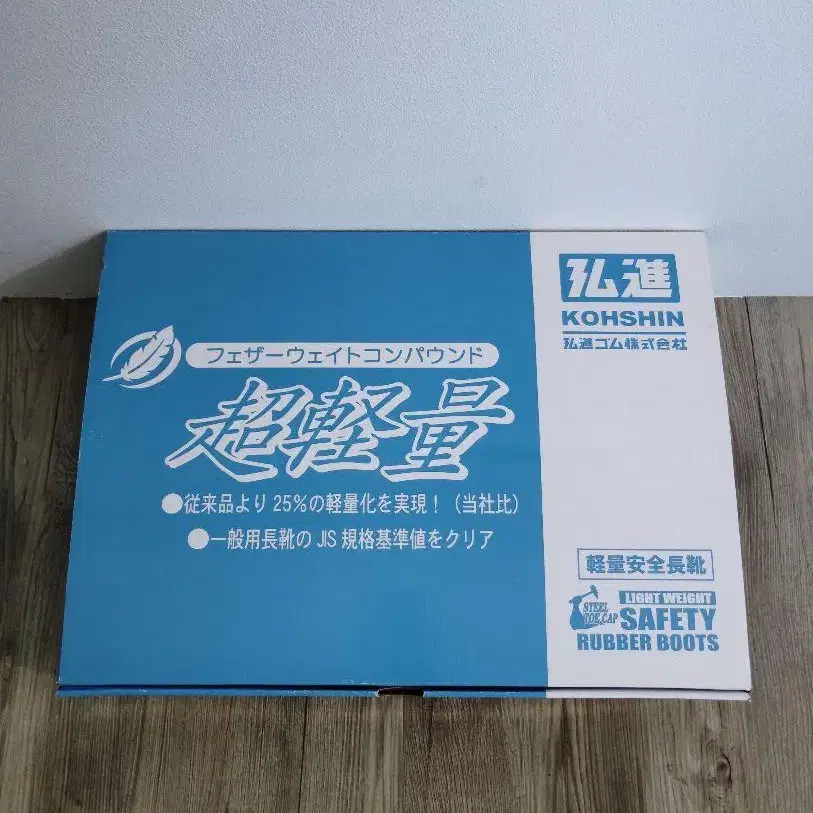 フェザーウェイトコンパウンド
超軽量
●従来品より25%の軽量化を実現!(当社比)
●一般用長靴のJIS規格基準値をクリア
弘進
KOHSHIN
弘進ゴム株式会社
軽量安全長靴
LIGHT WEIGHT
STEEL
TOE CAP
SAFETY
RUBBER BOOTS